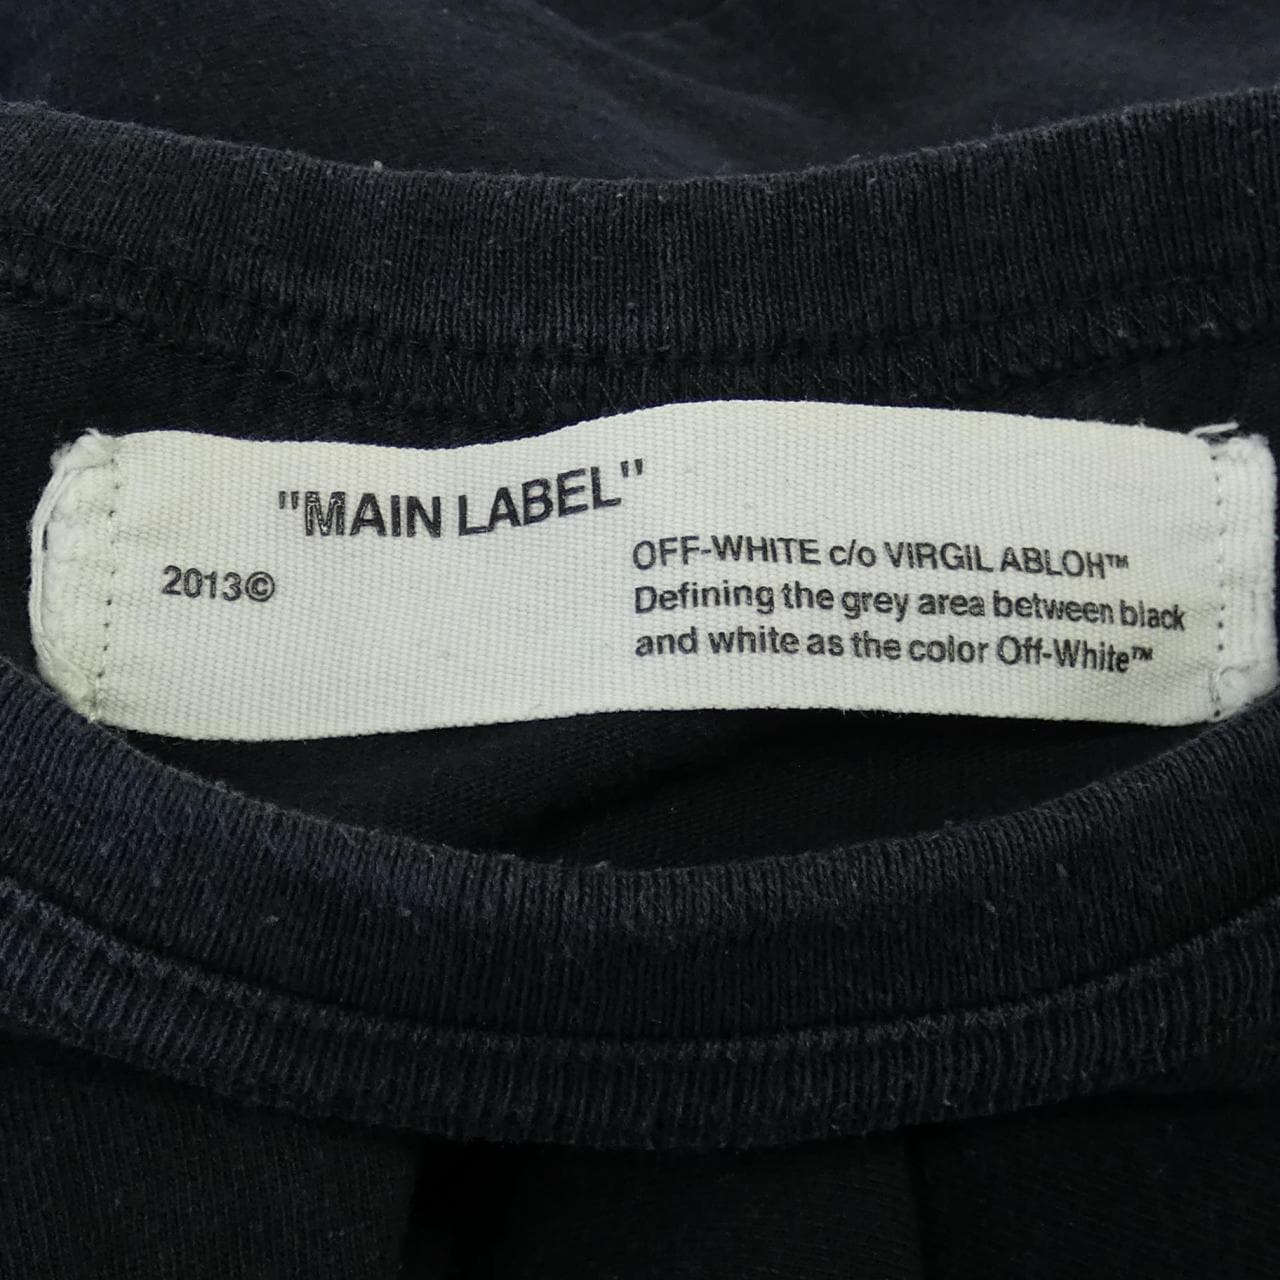 "MAIN LABEL"
2013©
OFF-WHITE c/o VIRGIL ABLOH™
Defining the grey area between black
and white as the color Off-White™